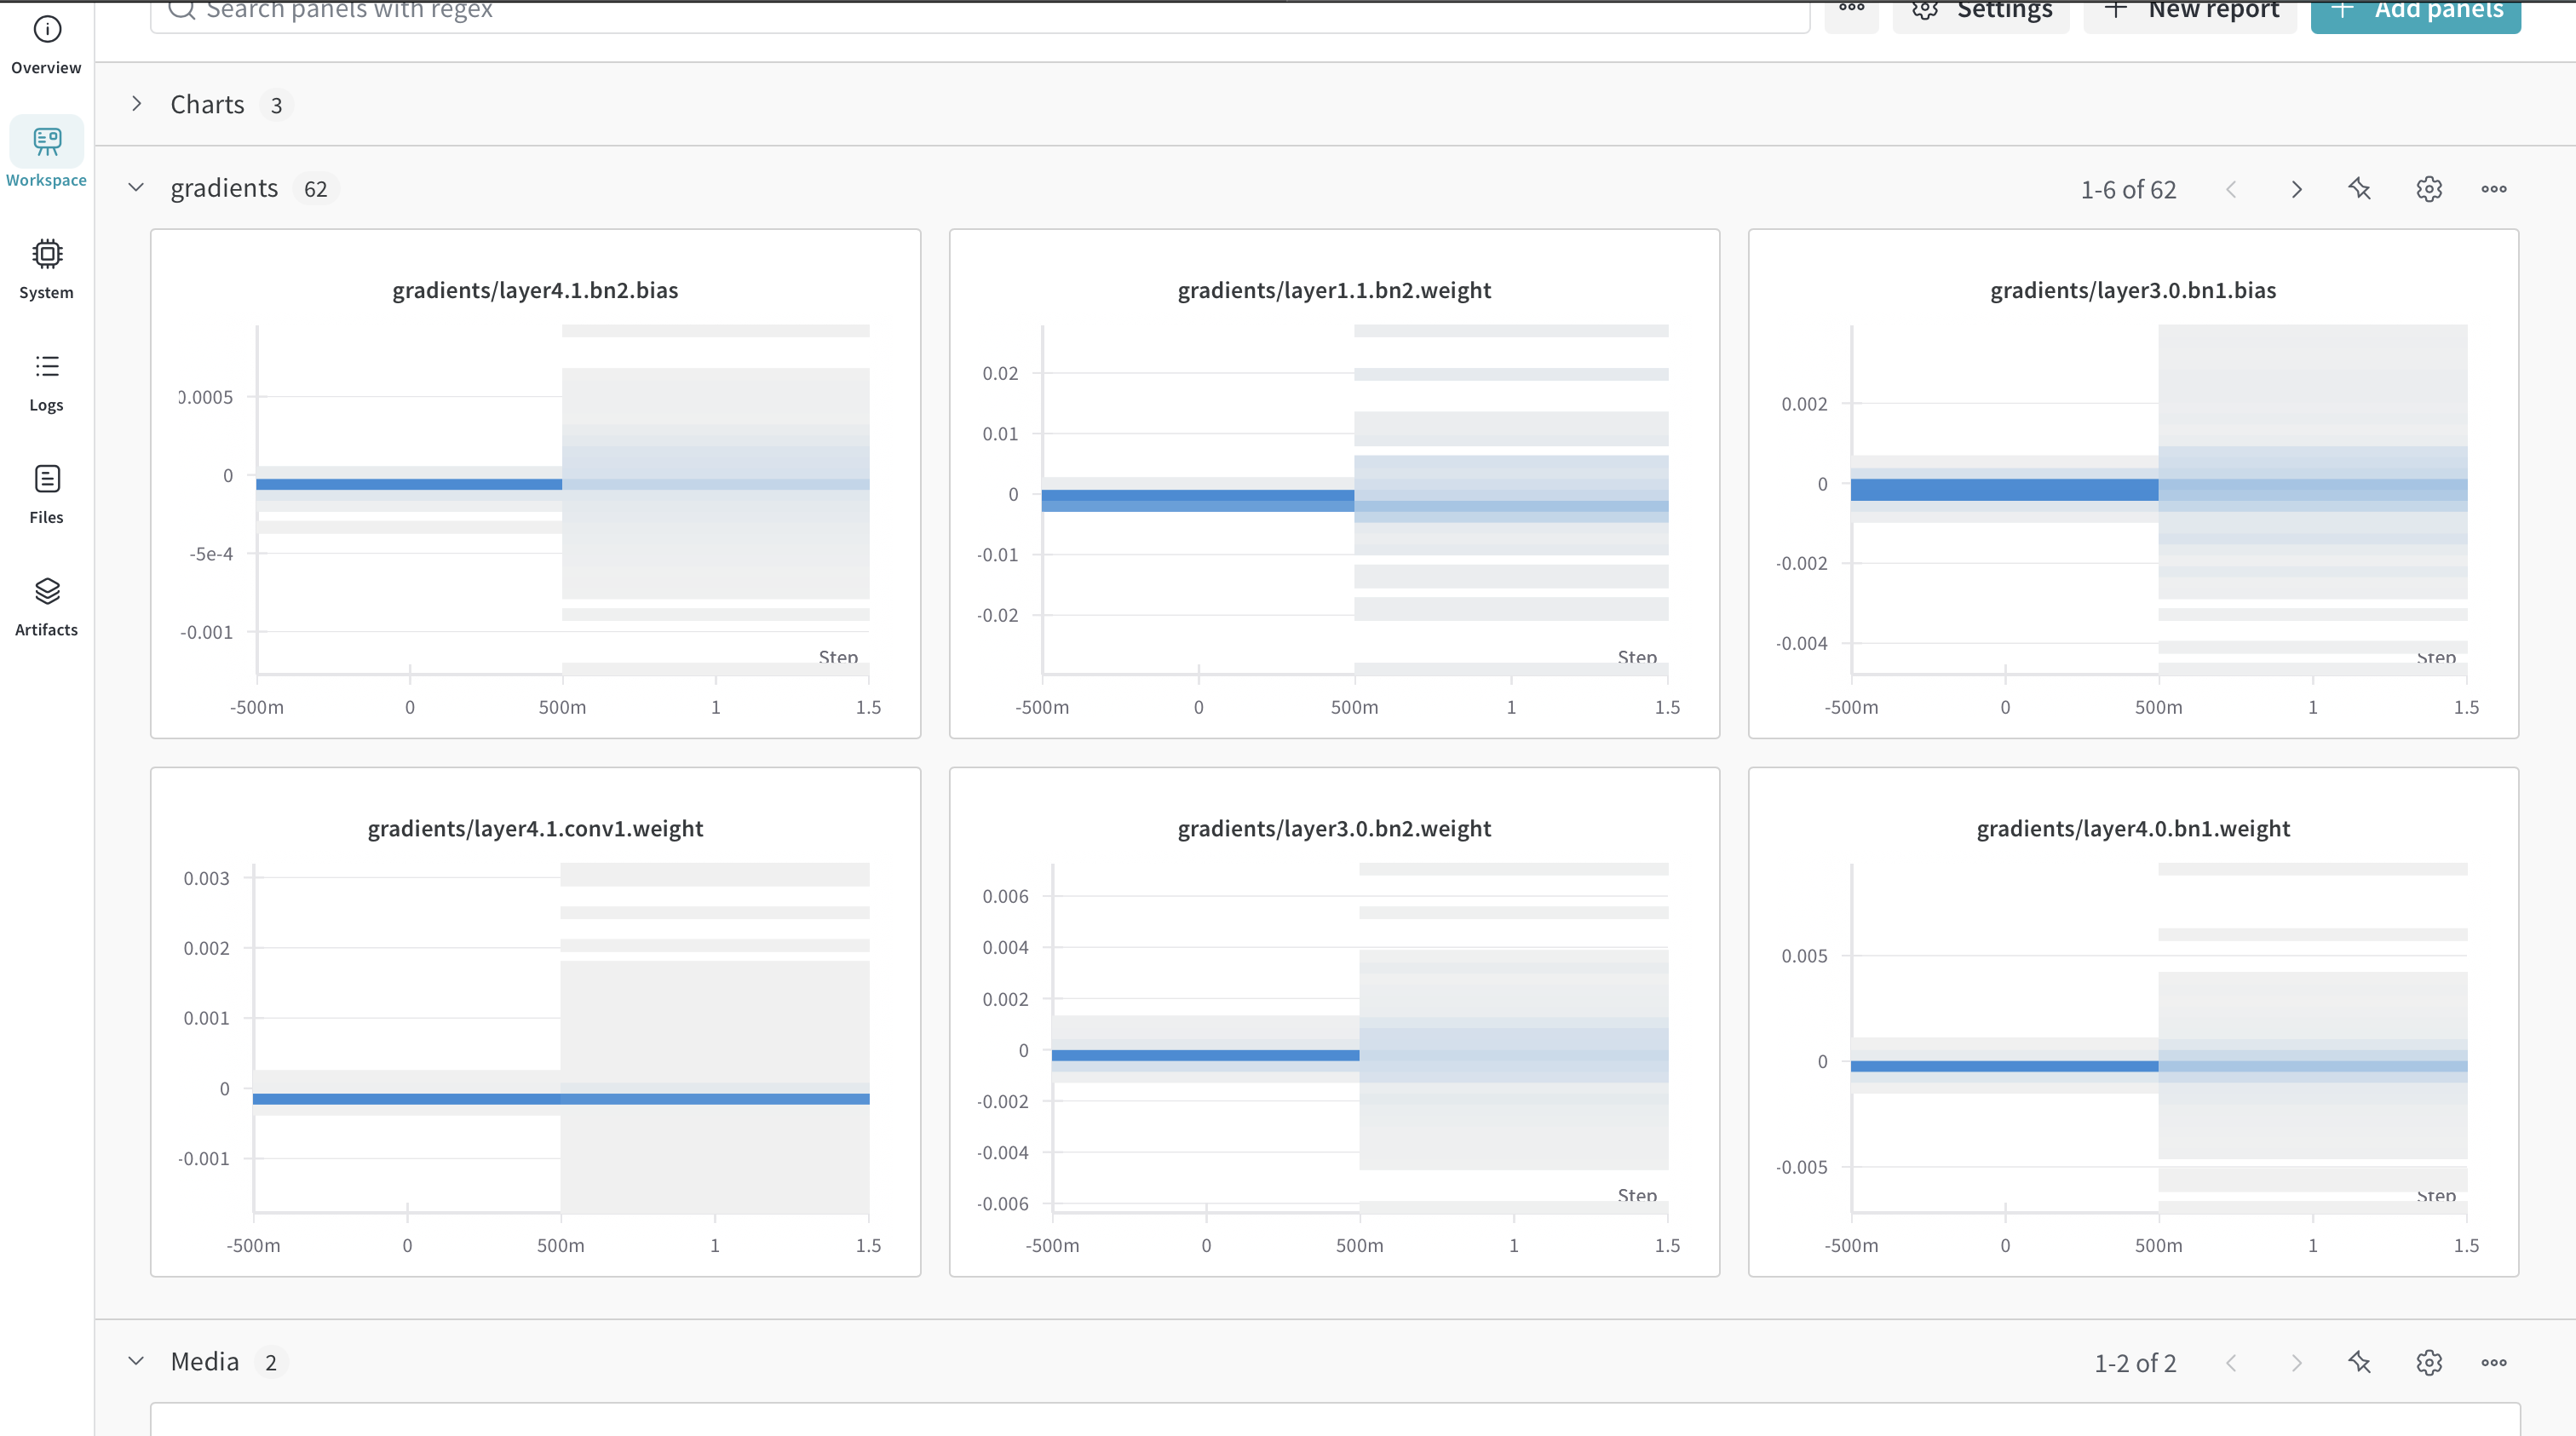 Search panels with regex
Settings
New report
Add panels
Overview
Workspace
System
Logs
Files
Artifacts
Charts 3
gradients 62
1-6 of 62
gradients/layer4.1.bn2.bias
0.0005
0
-5e-4
-0.001
Step
-500m 0 500m 1 1.5
gradients/layer1.1.bn2.weight
0.02
0.01
0
-0.01
-0.02
Step
-500m 0 500m 1 1.5
gradients/layer3.0.bn1.bias
0.002
0
-0.002
-0.004
Step
-500m 0 500m 1 1.5
gradients/layer4.1.conv1.weight
0.003
0.002
0.001
0
-0.001
-500m 0 500m 1 1.5
gradients/layer3.0.bn2.weight
0.006
0.004
0.002
0
-0.002
-0.004
-0.006
Step
-500m 0 500m 1 1.5
gradients/layer4.0.bn1.weight
0.005
0
-0.005
Step
-500m 0 500m 1 1.5
Media 2
1-2 of 2